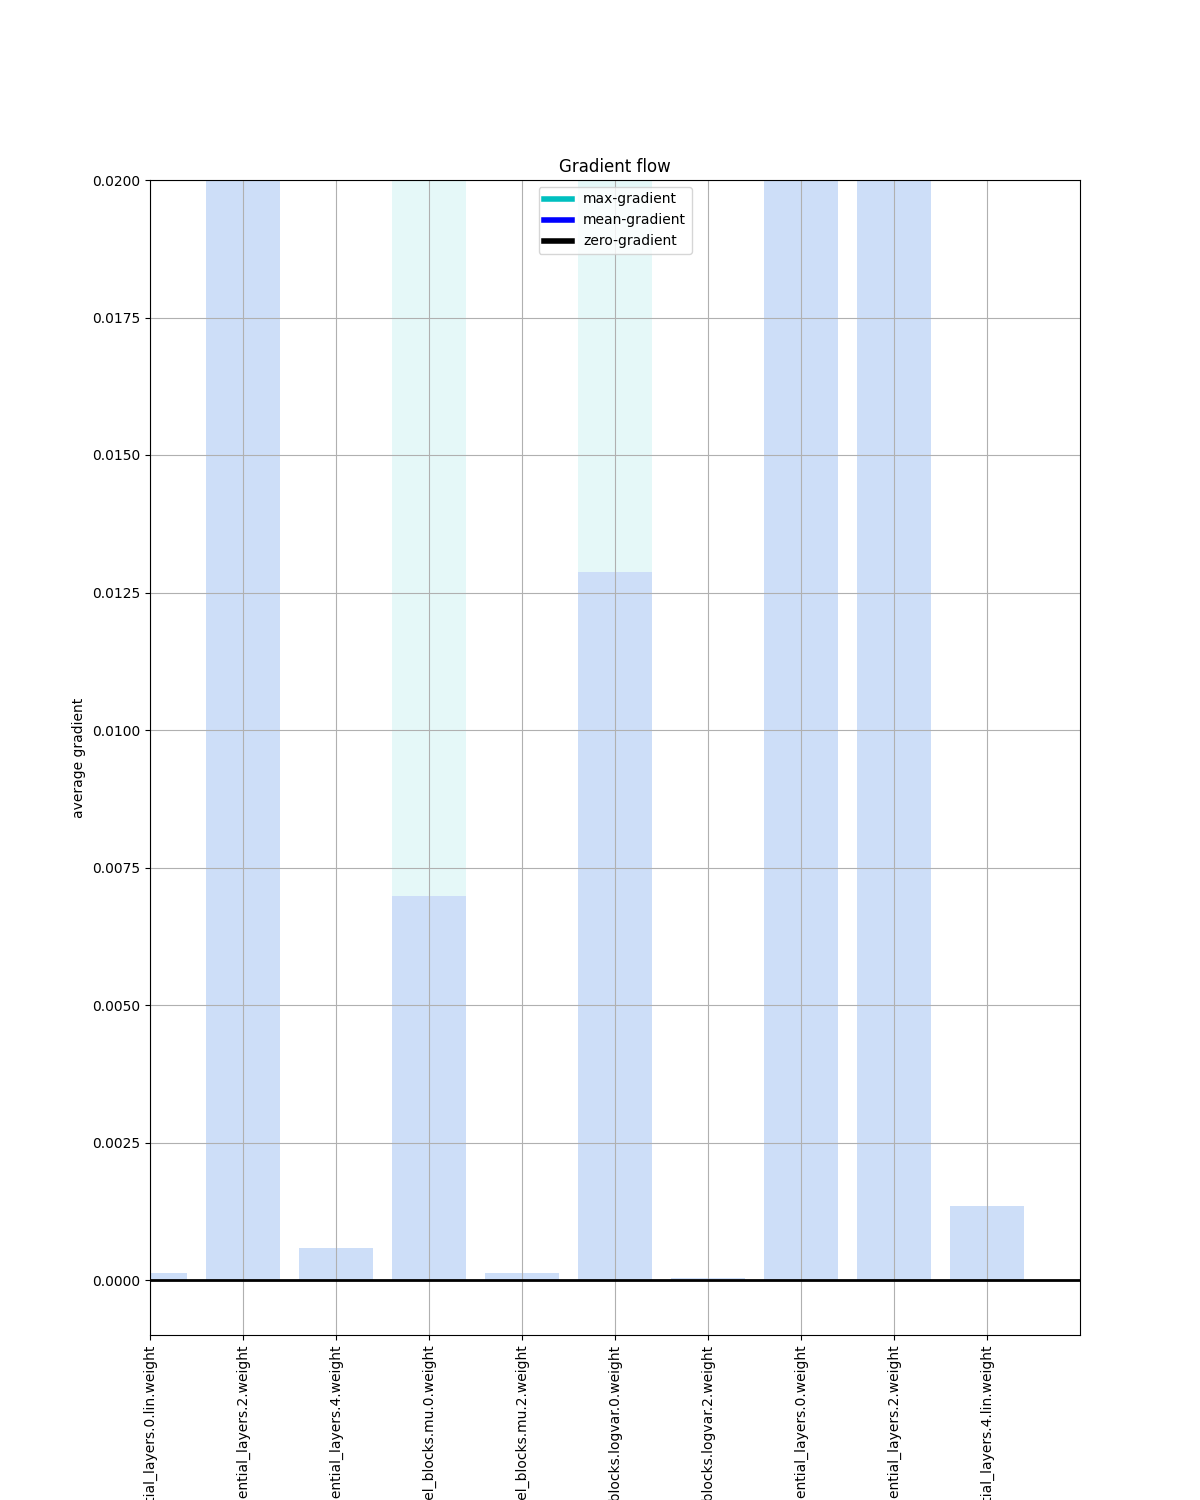 Gradient flow
max-gradient
mean-gradient
zero-gradient
0.0200
0.0175
0.0150
0.0125
0.0100
0.0075
0.0050
0.0025
0.0000
average gradient
tial_layers.0.lin.weight
ential_layers.2.weight
ential_layers.4.weight
el_blocks.mu.0.weight
el_blocks.mu.2.weight
blocks.logvar.0.weight
blocks.logvar.2.weight
ential_layers.0.weight
ential_layers.2.weight
tial_layers.4.lin.weight